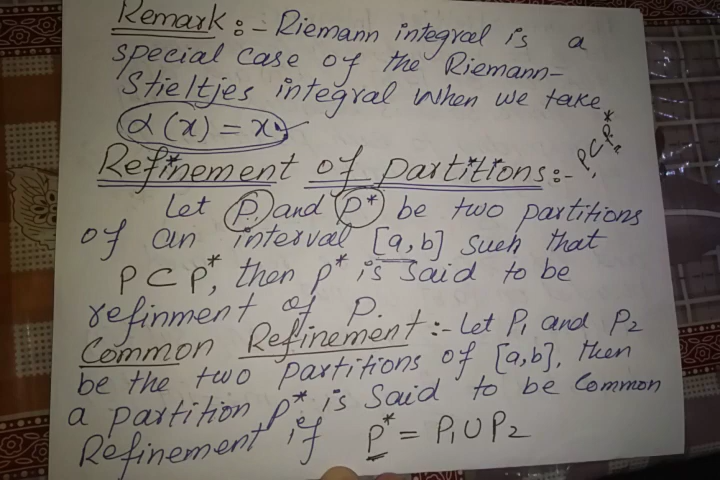 Remark :- Riemann integral is a
special case of the Riemann-
Stieltjes integral when we take
α(x) = x
Refinement of partitions :-
Let P, and P* be two partitions
of an interval [a,b] such that
P ⊂ P*, then P* is said to be
refinment of P.
Common Refinement :- Let P₁ and P₂
be the two partitions of [a,b], then
a partition P* is said to be Common
Refinement if P* = P₁ ∪ P₂